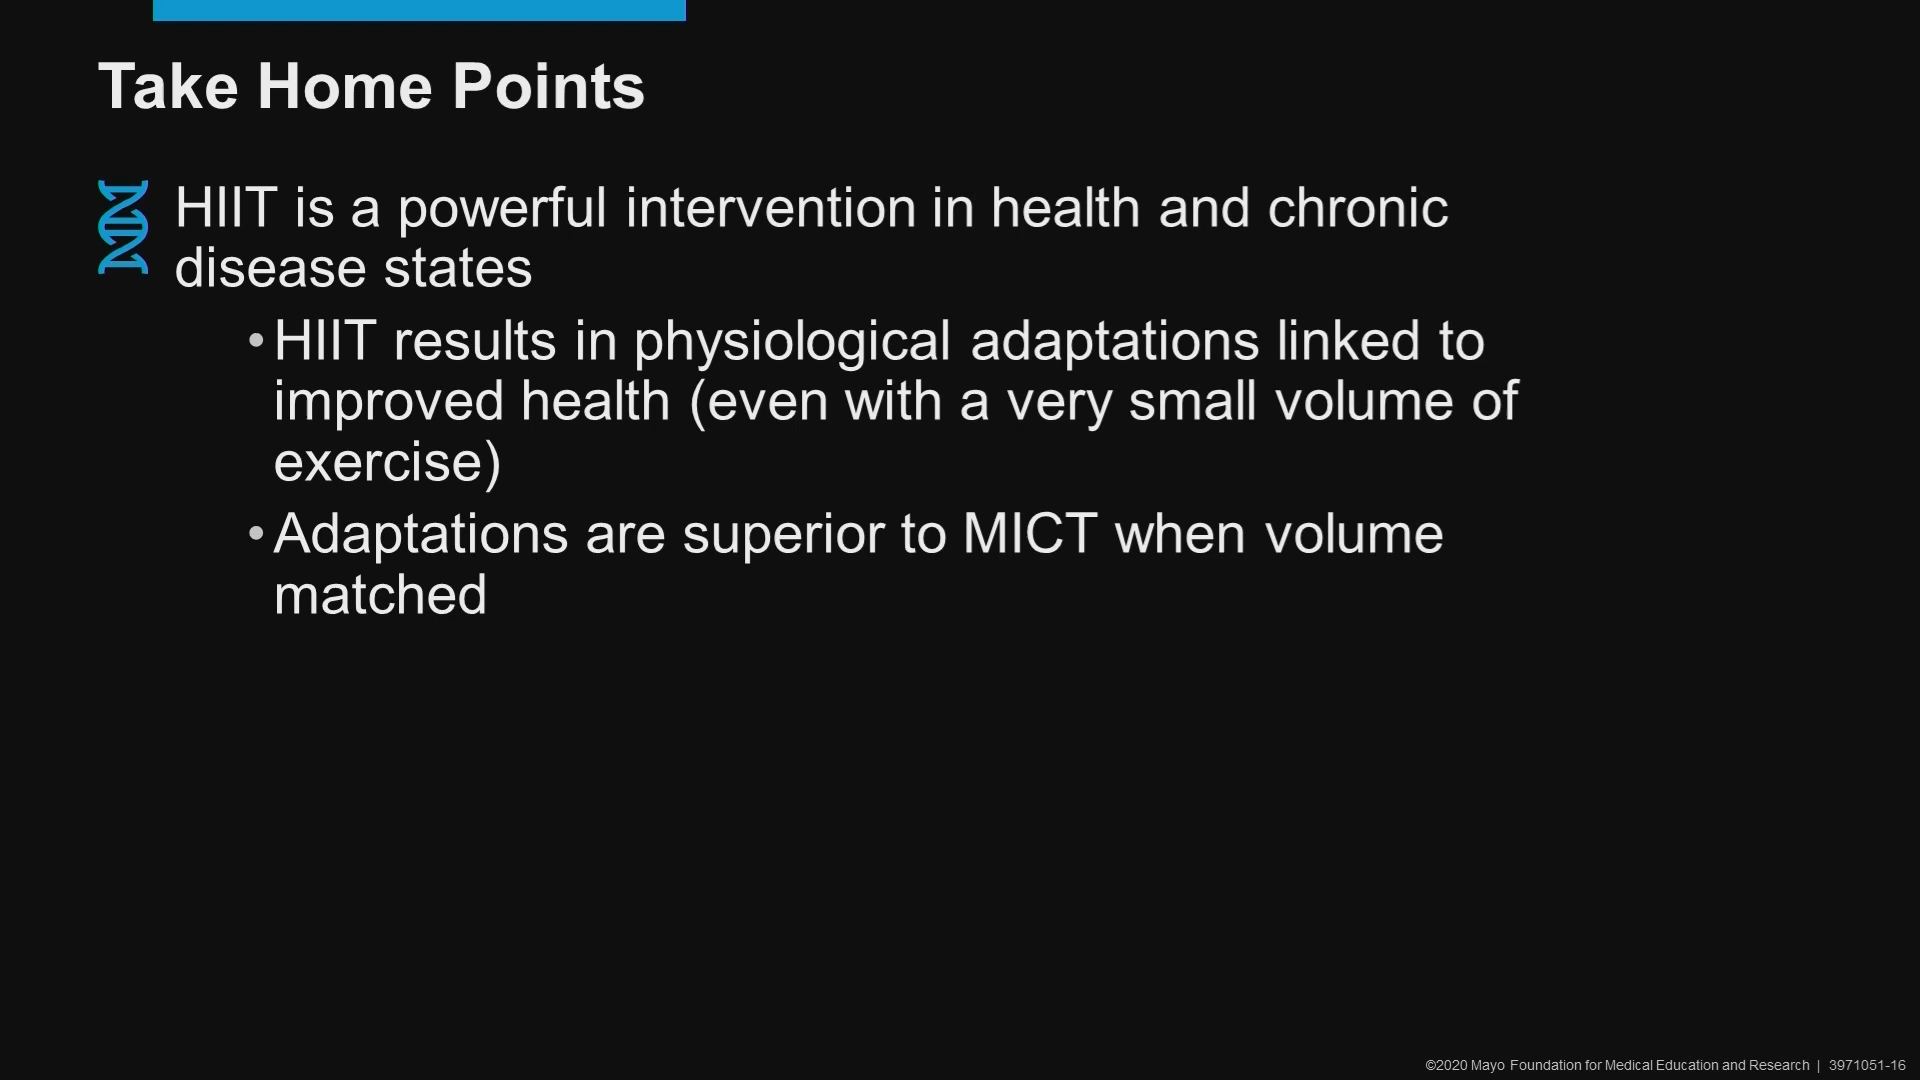 Take Home Points
HIIT is a powerful intervention in health and chronic
disease states
•HIIT results in physiological adaptations linked to
improved health (even with a very small volume of
exercise)
•Adaptations are superior to MICT when volume
matched
©2020 Mayo Foundation for Medical Education and Research | 3971051-16